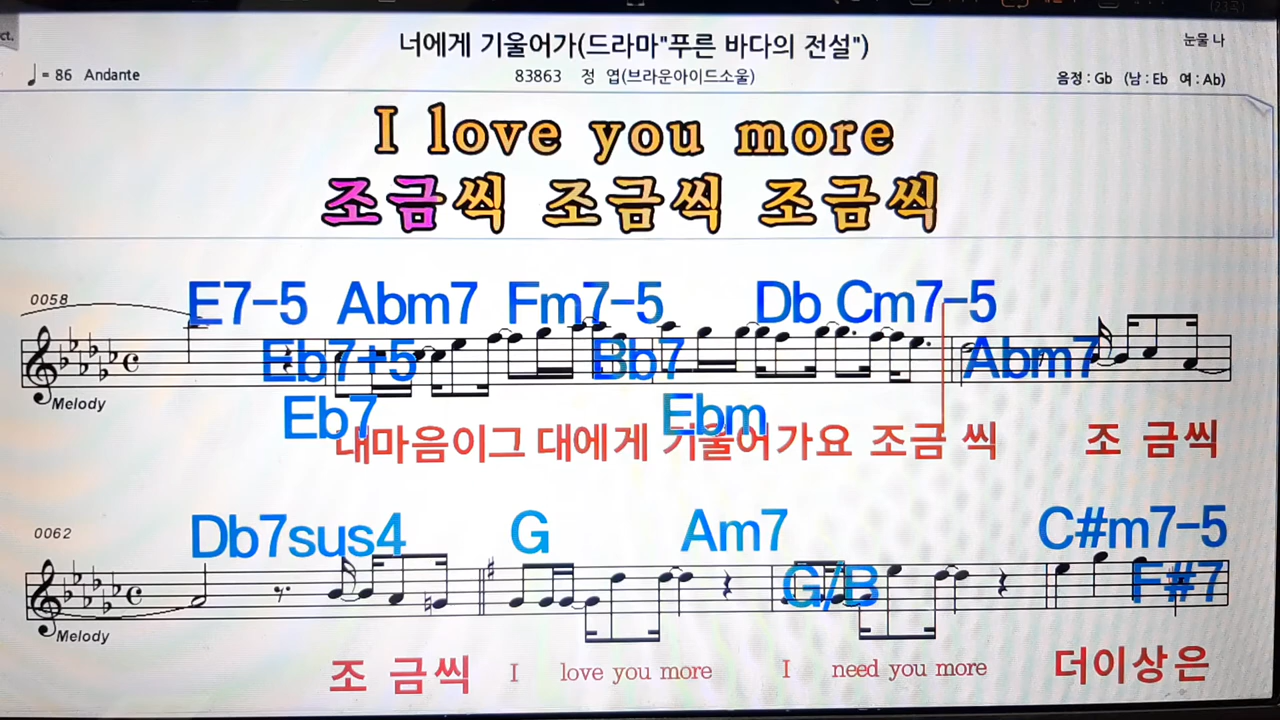 ct.
너에게 기울어가(드라마"푸른 바다의 전설")
눈물 나
= 86 Andante
83863 정 엽(브라운아이드소울)
음정 : Gb (남 : Eb 여 : Ab)
I love you more
조금씩 조금씩 조금씩
0058
E7-5 Abm7 Fm7-5 Db Cm7-5
Eb7+5 Bb7 Abm7
Melody
Eb7 Ebm
내마음이그 대에게 기울어가요 조금 씩 조 금씩
0062
Db7sus4 G Am7 C#m7-5
G/B F#7
Melody
조 금씩 I love you more I need you more 더이상은